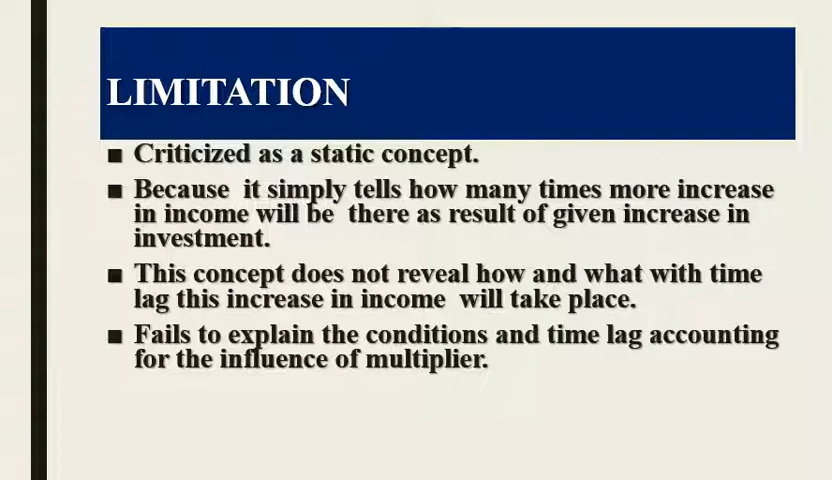 LIMITATION
■ Criticized as a static concept.
■ Because it simply tells how many times more increase
in income will be there as result of given increase in
investment.
■ This concept does not reveal how and what with time
lag this increase in income will take place.
■ Fails to explain the conditions and time lag accounting
for the influence of multiplier.